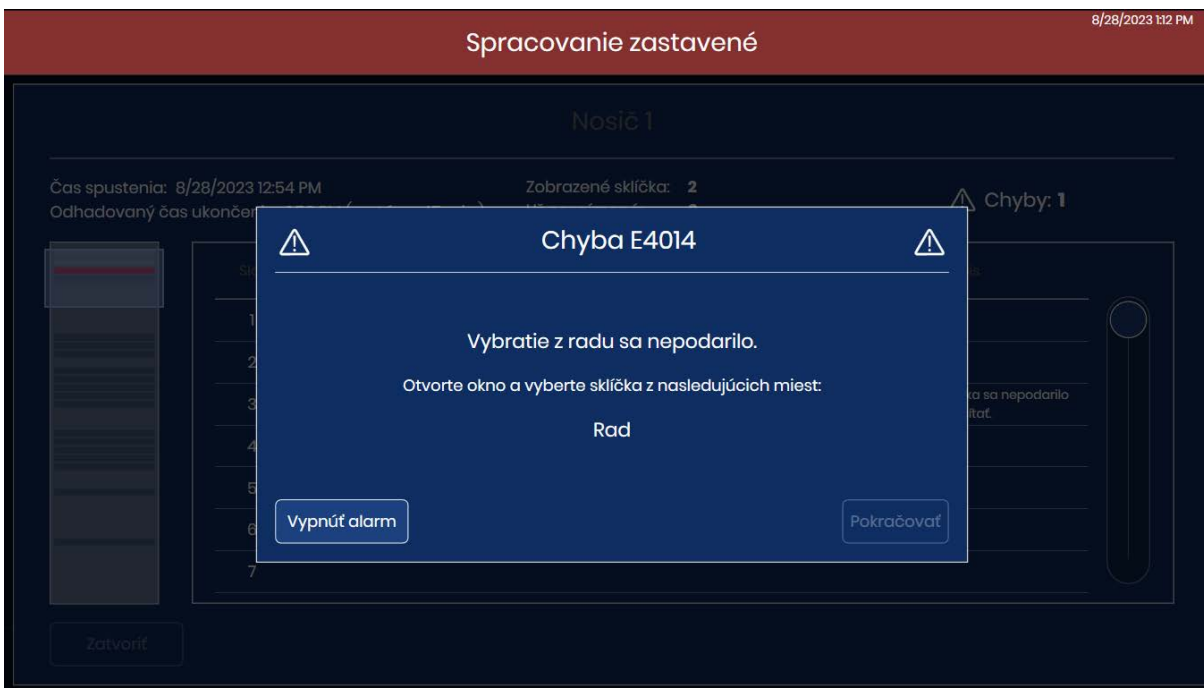 8/28/2023 1:12 PM
Spracovanie zastavené
Nosič 1
Čas spustenia: 8/28/2023 12:54 PM
Zobrazené sklíčka: 2
Chyby: 1
Odhadovaný čas
Chyba E4014
1
2
3
4
5
6
7
Vybratie z radu sa nepodarilo.
Otvorte okno a vyberte sklíčka z nasledujúcich miest:
Rad
sa nepodarilo
Vypnúť alarm
Pokračovať
Zatvoriť